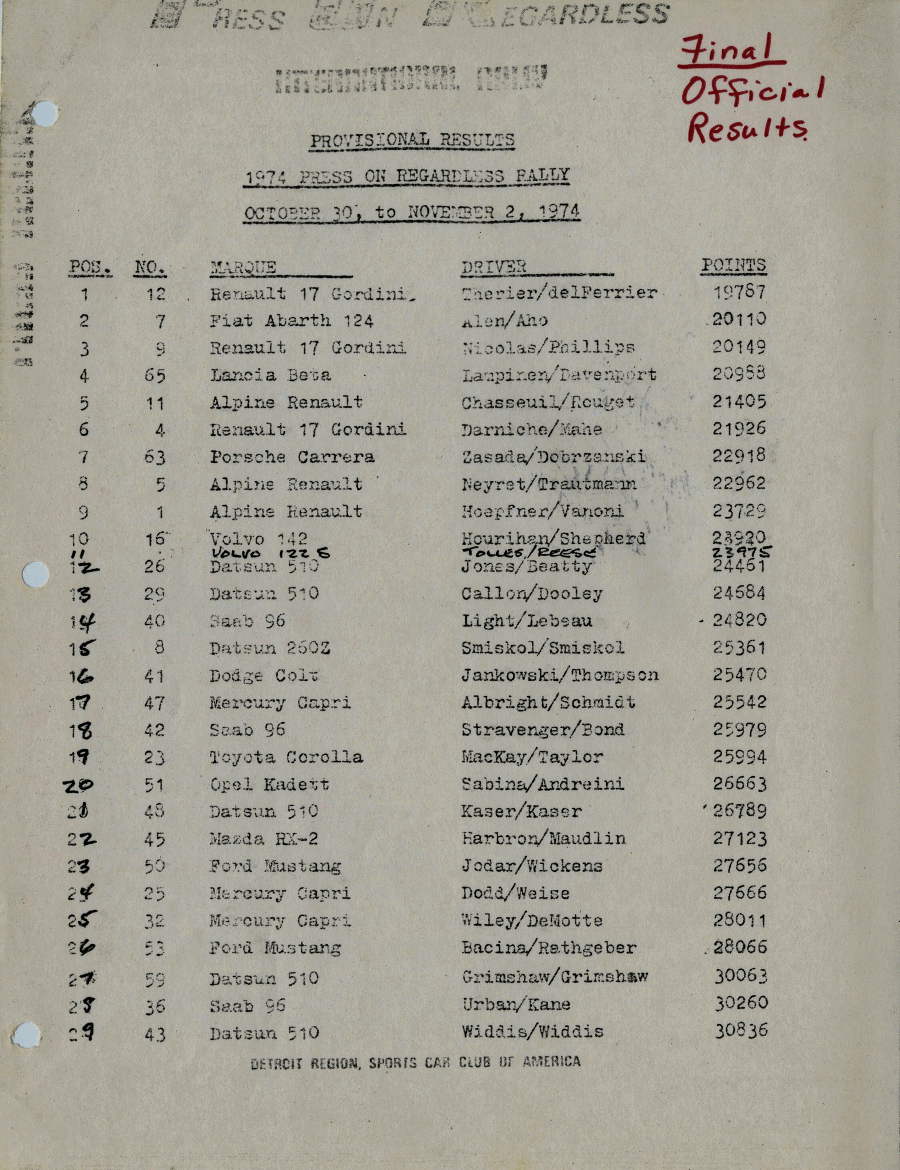 PRESS ON REGARDLESS
INTERNATIONAL RALLY
Final
Official
Results.
PROVISIONAL RESULTS
1974 PRESS ON REGARDLESS RALLY
OCTOBER 30, to NOVEMBER 2, 1974
POS. NO. MARQUE DRIVER POINTS
1 12 Renault 17 Gordini Therier/delFerrier 19787
2 7 Fiat Abarth 124 Alen/Aho 20110
3 9 Renault 17 Gordini Nicolas/Phillips 20149
4 65 Lancia Beta Lampinen/Davenport 20988
5 11 Alpine Renault Chasseuil/Rouget 21405
6 4 Renault 17 Gordini Darniche/Mahe 21926
7 63 Porsche Carrera Zasada/Dobrzanski 22918
8 5 Alpine Renault Neyret/Trautmann 22962
9 1 Alpine Renault Hoepfner/Vanoni 23729
10 16 Volvo 142 Hourihan/Shepherd 23920
11 VOLVO 122 S TOLLES/REESE 23975
12 26 Datsun 510 Jones/Beatty 24461
13 29 Datsun 510 Callon/Dooley 24684
14 40 Saab 96 Light/Lebeau 24820
15 8 Datsun 260Z Smiskol/Smiskol 25361
16 41 Dodge Colt Jankowski/Thompson 25470
17 47 Mercury Capri Albright/Schmidt 25542
18 42 Saab 96 Stravenger/Bond 25979
19 23 Toyota Corolla MacKay/Taylor 25994
20 51 Opel Kadett Sabina/Andreini 26663
21 48 Datsun 510 Kaser/Kaser 26789
22 45 Mazda RX-2 Harbron/Maudlin 27123
23 50 Ford Mustang Jodar/Wickens 27656
24 25 Mercury Capri Dodd/Weise 27666
25 32 Mercury Capri Wiley/DeMotte 28011
26 53 Ford Mustang Bacina/Rathgeber 28066
27 59 Datsun 510 Grimshaw/Grimshaw 30063
28 36 Saab 96 Urban/Kane 30260
29 43 Datsun 510 Widdis/Widdis 30836
DETROIT REGION, SPORTS CAR CLUB OF AMERICA